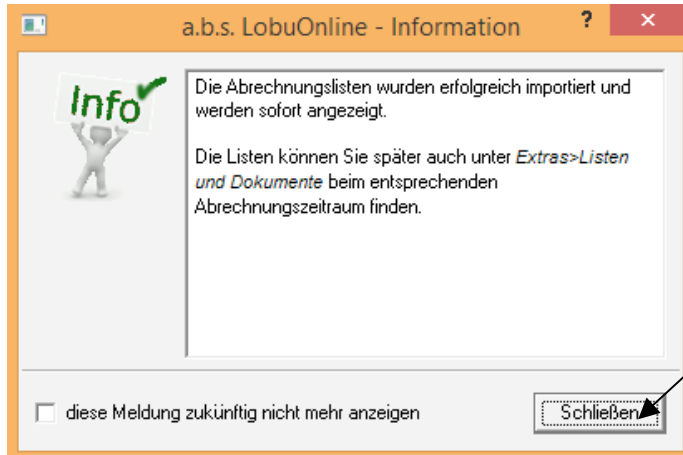 a.b.s. LobuOnline - Information
?
×
Info
Die Abrechnungslisten wurden erfolgreich importiert und
werden sofort angezeigt.
Die Listen können Sie später auch unter Extras>Listen
und Dokumente beim entsprechenden
Abrechnungszeitraum finden.
diese Meldung zukünftig nicht mehr anzeigen
Schließen